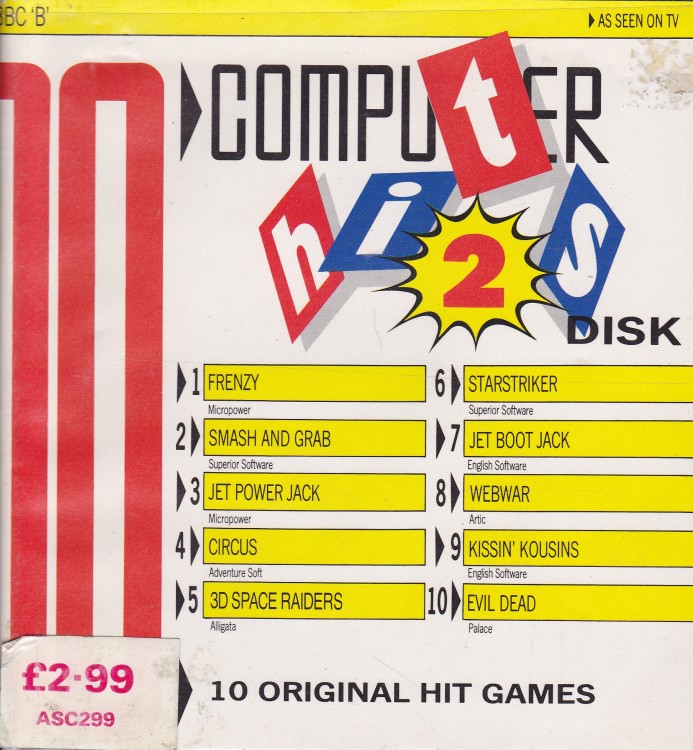 BBC 'B'
AS SEEN ON TV
10
COMPUTER
hits
2
DISK
1 FRENZY
Micropower
2 SMASH AND GRAB
Superior Software
3 JET POWER JACK
Micropower
4 CIRCUS
Adventure Soft
5 3D SPACE RAIDERS
Alligata
6 STARSTRIKER
Superior Software
7 JET BOOT JACK
English Software
8 WEBWAR
Artic
9 KISSIN' KOUSINS
English Software
10 EVIL DEAD
Palace
£2·99
ASC299
10 ORIGINAL HIT GAMES